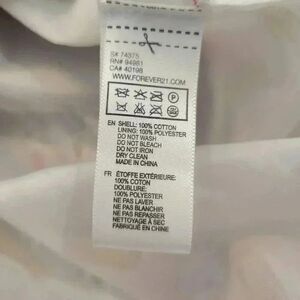 S# 74375
RN# 94981
CA# 40198
WWW.FOREVER21.COM
P
EN SHELL: 100% COTTON
LINING: 100% POLYESTER
DO NOT WASH
DO NOT BLEACH
DO NOT IRON
DRY CLEAN
MADE IN CHINA
FR ÉTOFFE EXTÉRIEURE:
100% COTON
DOUBLURE:
100% POLYESTER
NE PAS LAVER
NE PAS BLANCHIR
NE PAS REPASSER
NETTOYAGE À SEC
FABRIQUÉ EN CHINE